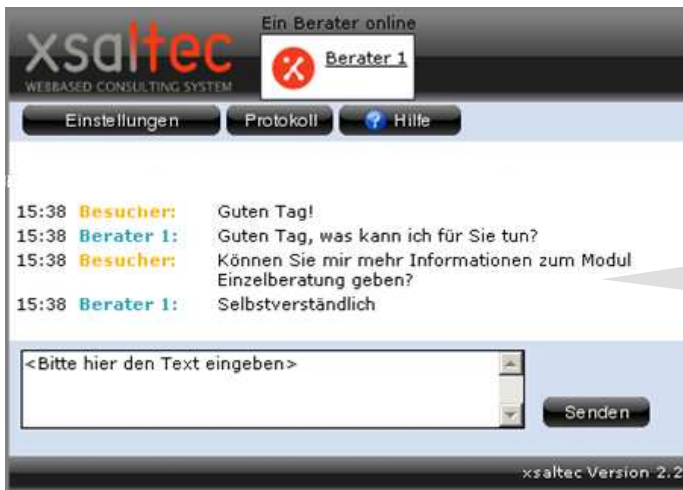 Ein Berater online
xsaltec
Berater 1
WEBBASED CONSULTING SYSTEM
Einstellungen Protokoll ? Hilfe
15:38 Besucher: Guten Tag!
15:38 Berater 1: Guten Tag, was kann ich für Sie tun?
15:38 Besucher: Können Sie mir mehr Informationen zum Modul
Einzelberatung geben?
15:38 Berater 1: Selbstverständlich
<Bitte hier den Text eingeben>
Senden
xsaltec Version 2.2